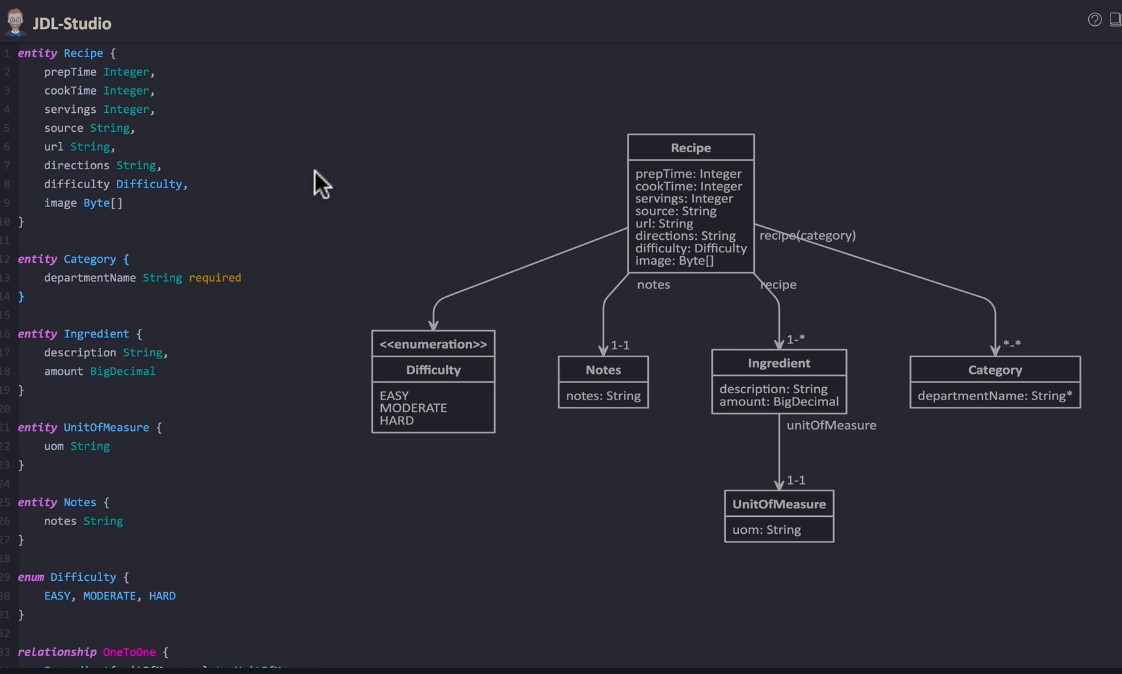 JDL-Studio
1 entity Recipe {
2 prepTime Integer,
3 cookTime Integer,
4 servings Integer,
5 source String,
6 url String,
7 directions String,
8 difficulty Difficulty,
9 image Byte[]
10 }
11
12 entity Category {
13 departmentName String required
14 }
15
16 entity Ingredient {
17 description String,
18 amount BigDecimal
19 }
20
21 entity UnitOfMeasure {
22 uom String
23 }
24
25 entity Notes {
26 notes String
27 }
28
29 enum Difficulty {
30 EASY, MODERATE, HARD
31 }
32
33 relationship OneToOne {
Recipe
prepTime: Integer
cookTime: Integer
servings: Integer
source: String
url: String
directions: String
difficulty: Difficulty
image: Byte[]
recipe(category)
notes
recipe
1-1
1-*
*-*
<<enumeration>>
Difficulty
EASY
MODERATE
HARD
Notes
notes: String
Ingredient
description: String
amount: BigDecimal
Category
departmentName: String*
unitOfMeasure
1-1
UnitOfMeasure
uom: String